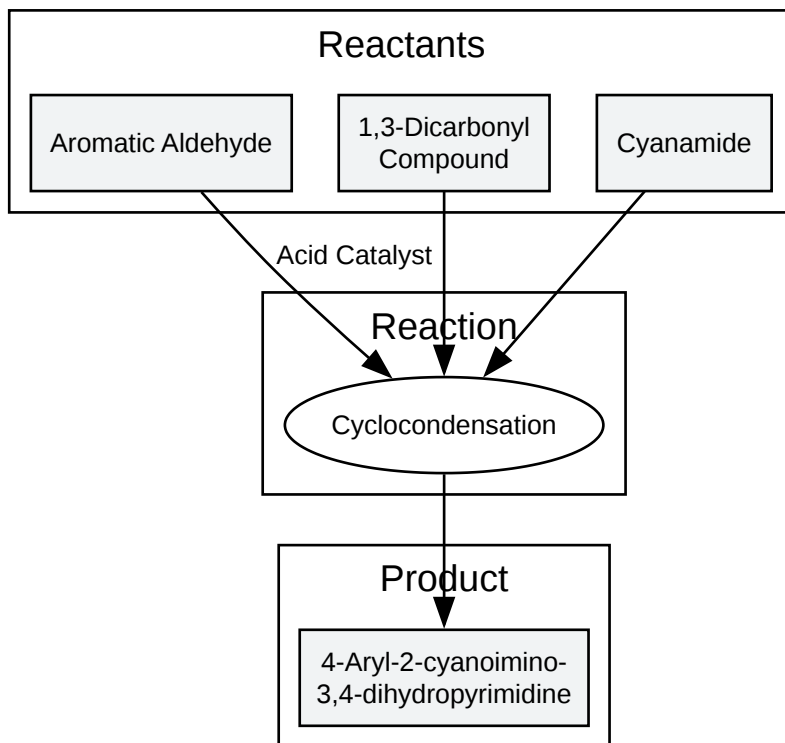 Reactants
Aromatic Aldehyde
1,3-Dicarbonyl
Compound
Cyanamide
Acid Catalyst
Reaction
Cyclocondensation
Product
4-Aryl-2-cyanoimino-
3,4-dihydropyrimidine